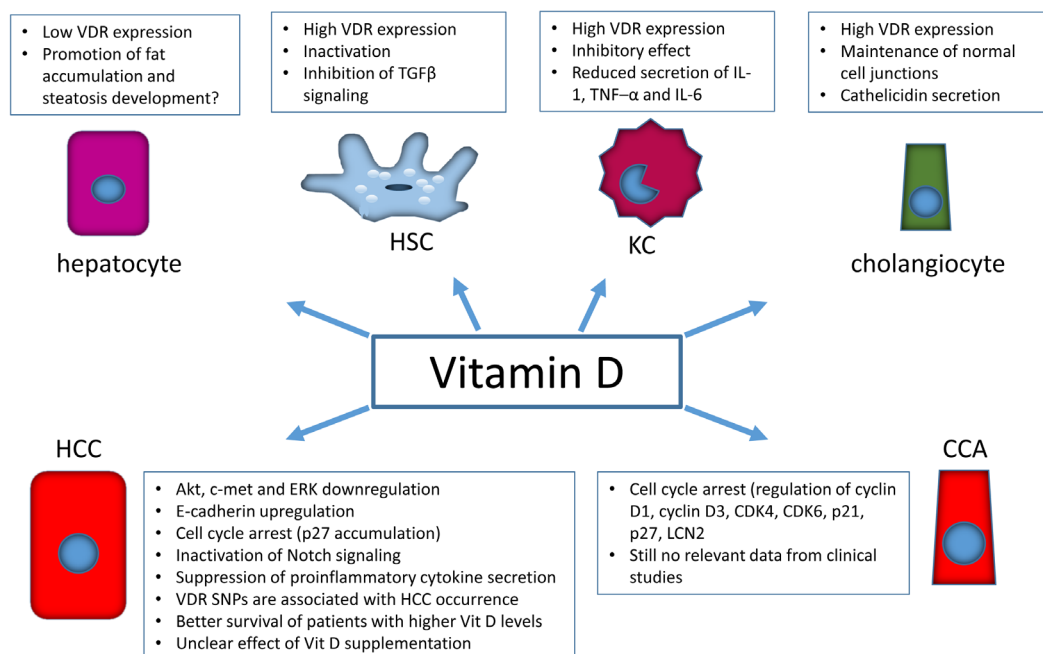 • Low VDR expression
• Promotion of fat
accumulation and
steatosis development?
• High VDR expression
• Inactivation
• Inhibition of TGFβ
signaling
• High VDR expression
• Inhibitory effect
• Reduced secretion of IL-
1, TNF–α and IL-6
• High VDR expression
• Maintenance of normal
cell junctions
• Cathelicidin secretion
hepatocyte
HSC
KC
cholangiocyte
Vitamin D
HCC
• Akt, c-met and ERK downregulation
• E-cadherin upregulation
• Cell cycle arrest (p27 accumulation)
• Inactivation of Notch signaling
• Suppression of proinflammatory cytokine secretion
• VDR SNPs are associated with HCC occurrence
• Better survival of patients with higher Vit D levels
• Unclear effect of Vit D supplementation
CCA
• Cell cycle arrest (regulation of cyclin
D1, cyclin D3, CDK4, CDK6, p21,
p27, LCN2
• Still no relevant data from clinical
studies